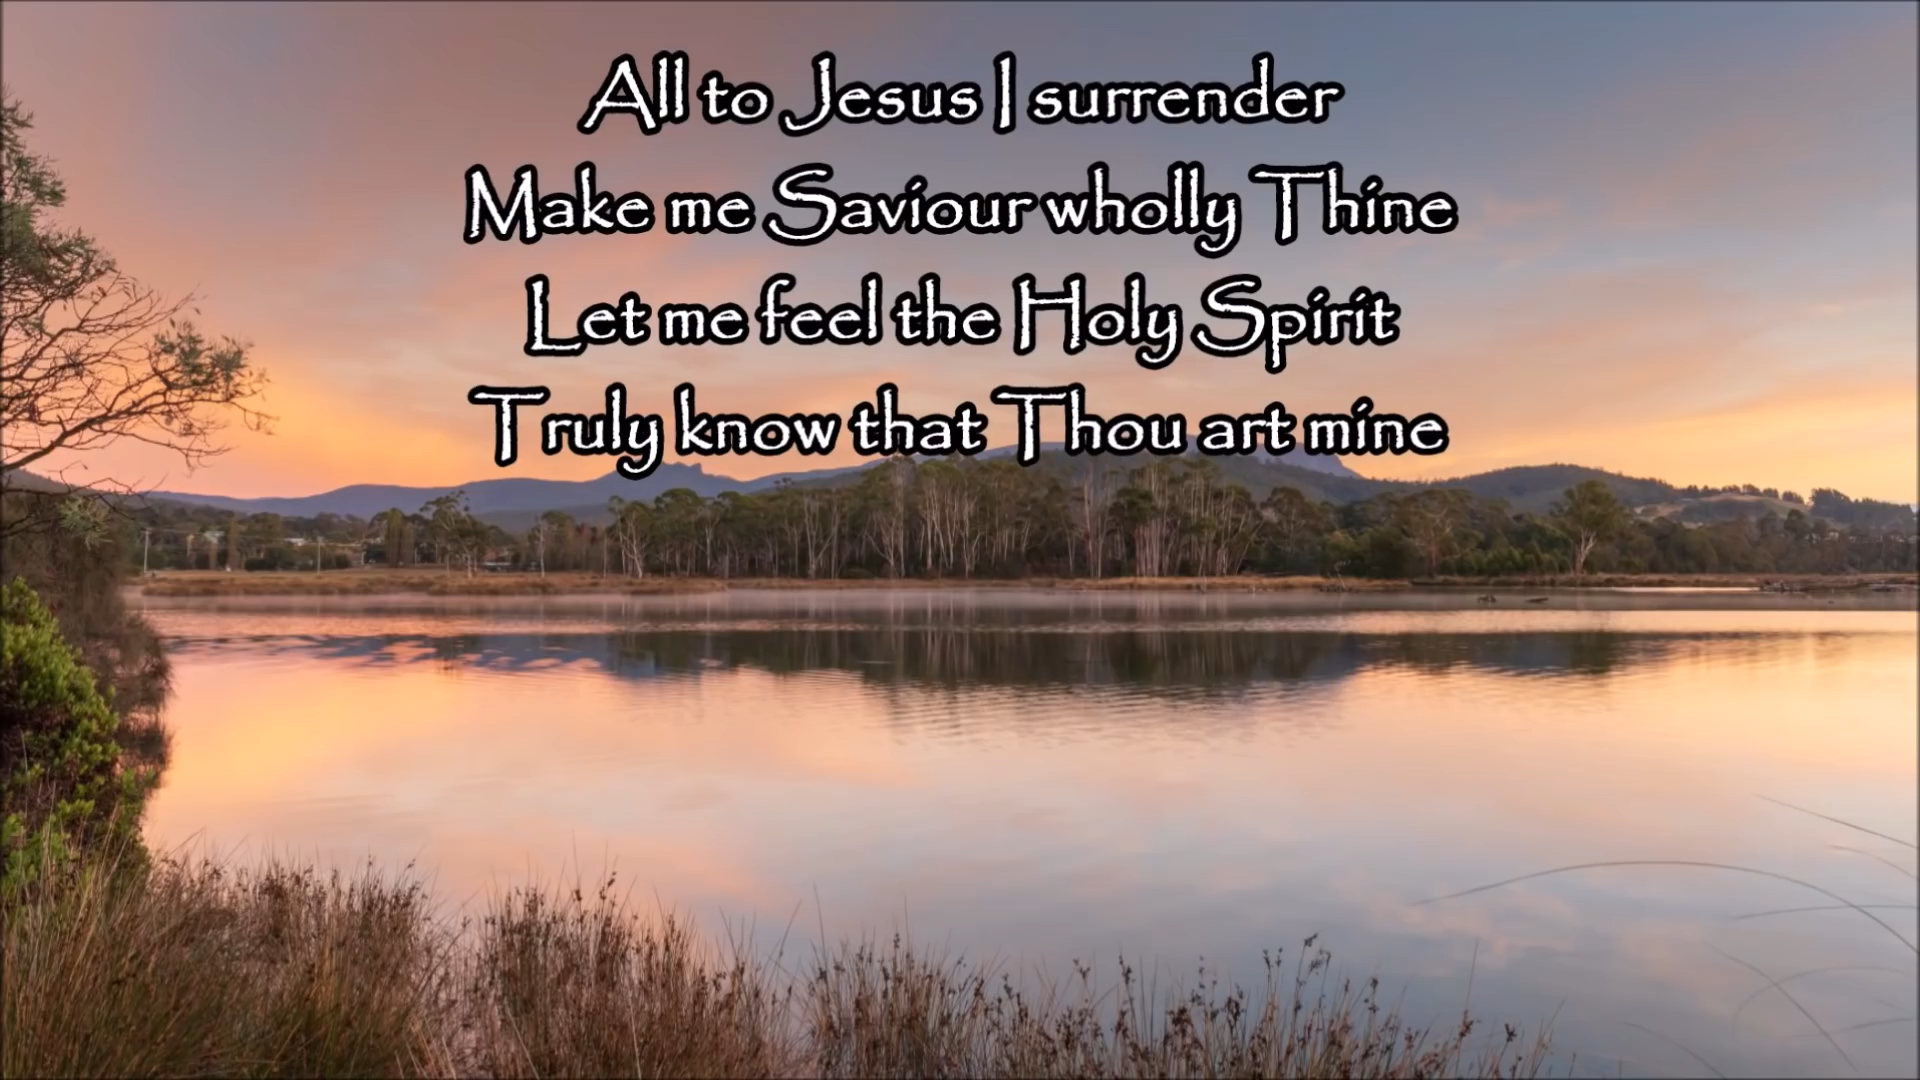 All to Jesus I surrender
Make me Saviour wholly Thine
Let me feel the Holy Spirit
Truly know that Thou art mine